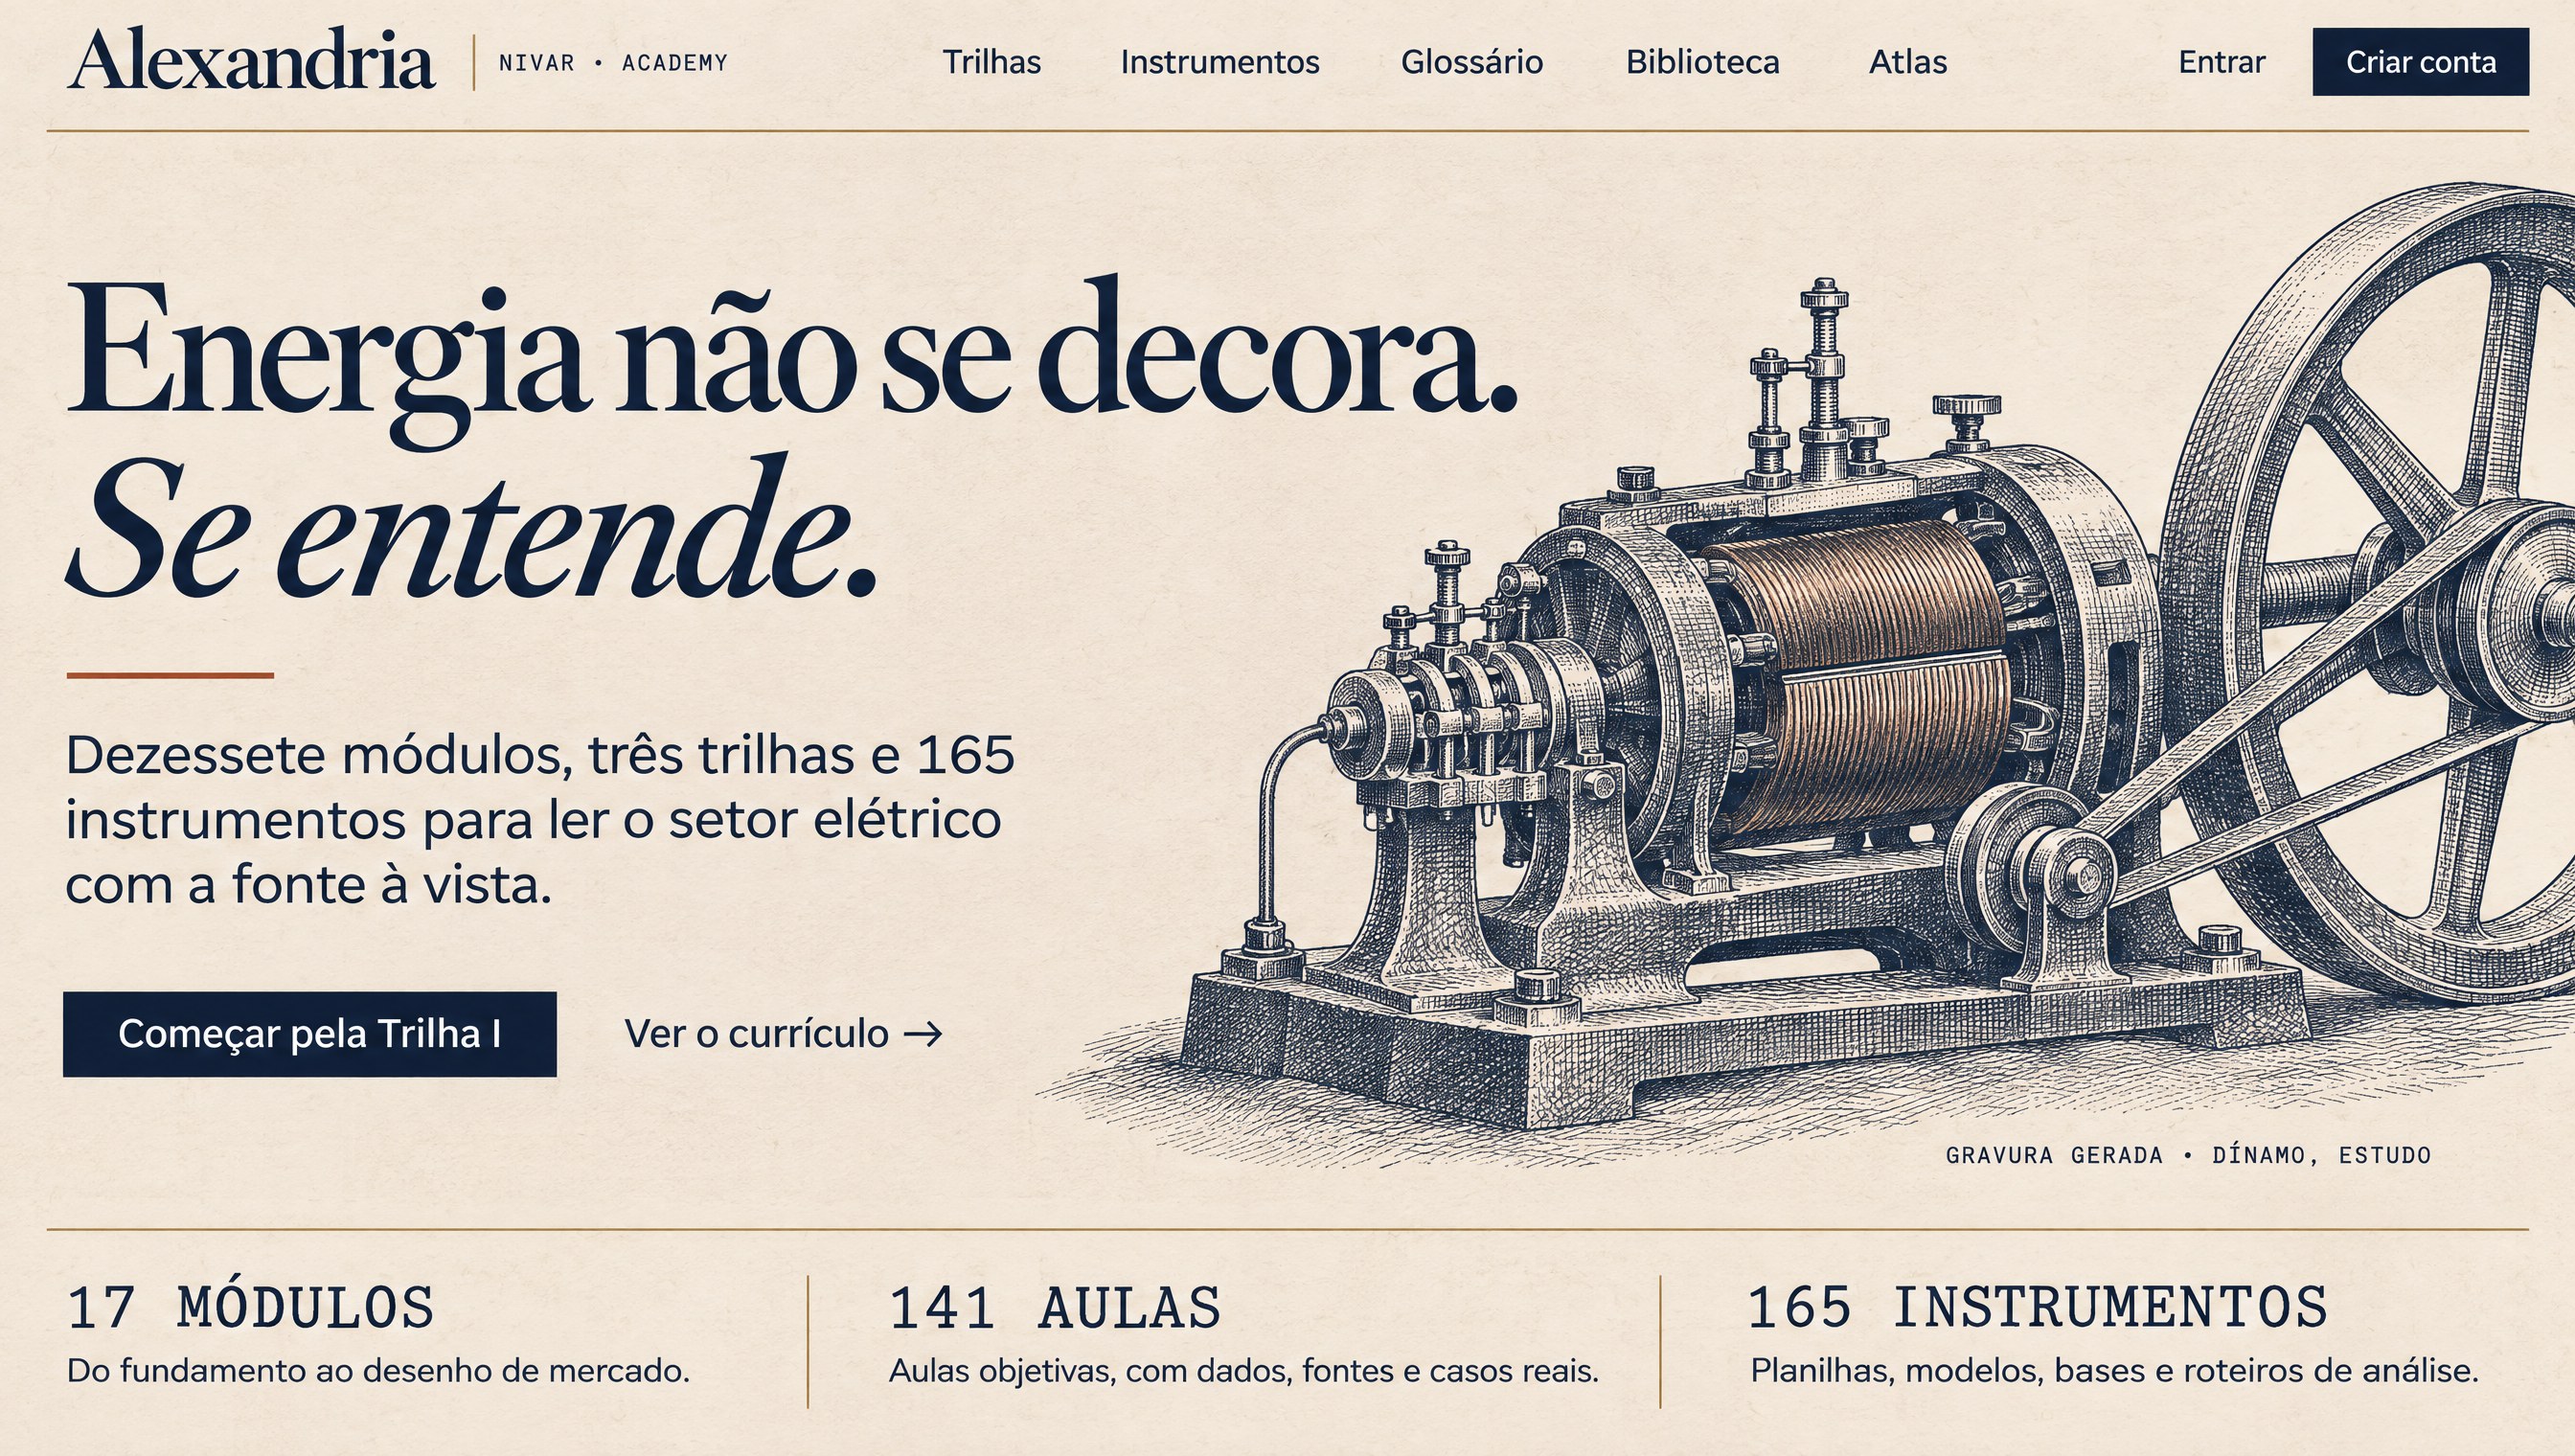 Alexandria
NIVAR • ACADEMY
Trilhas
Instrumentos
Glossário
Biblioteca
Atlas
Entrar
Criar conta
Energia não se decora.
Se entende.
Dezessete módulos, três trilhas e 165
instrumentos para ler o setor elétrico
com a fonte à vista.
Começar pela Trilha I
Ver o currículo →
GRAVURA GERADA • DÍNAMO, ESTUDO
17 MÓDULOS
Do fundamento ao desenho de mercado.
141 AULAS
Aulas objetivas, com dados, fontes e casos reais.
165 INSTRUMENTOS
Planilhas, modelos, bases e roteiros de análise.